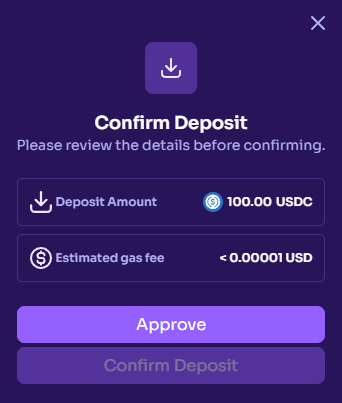 Confirm Deposit
Please review the details before confirming.
Deposit Amount 100.00 USDC
Estimated gas fee < 0.00001 USD
Approve
Confirm Deposit